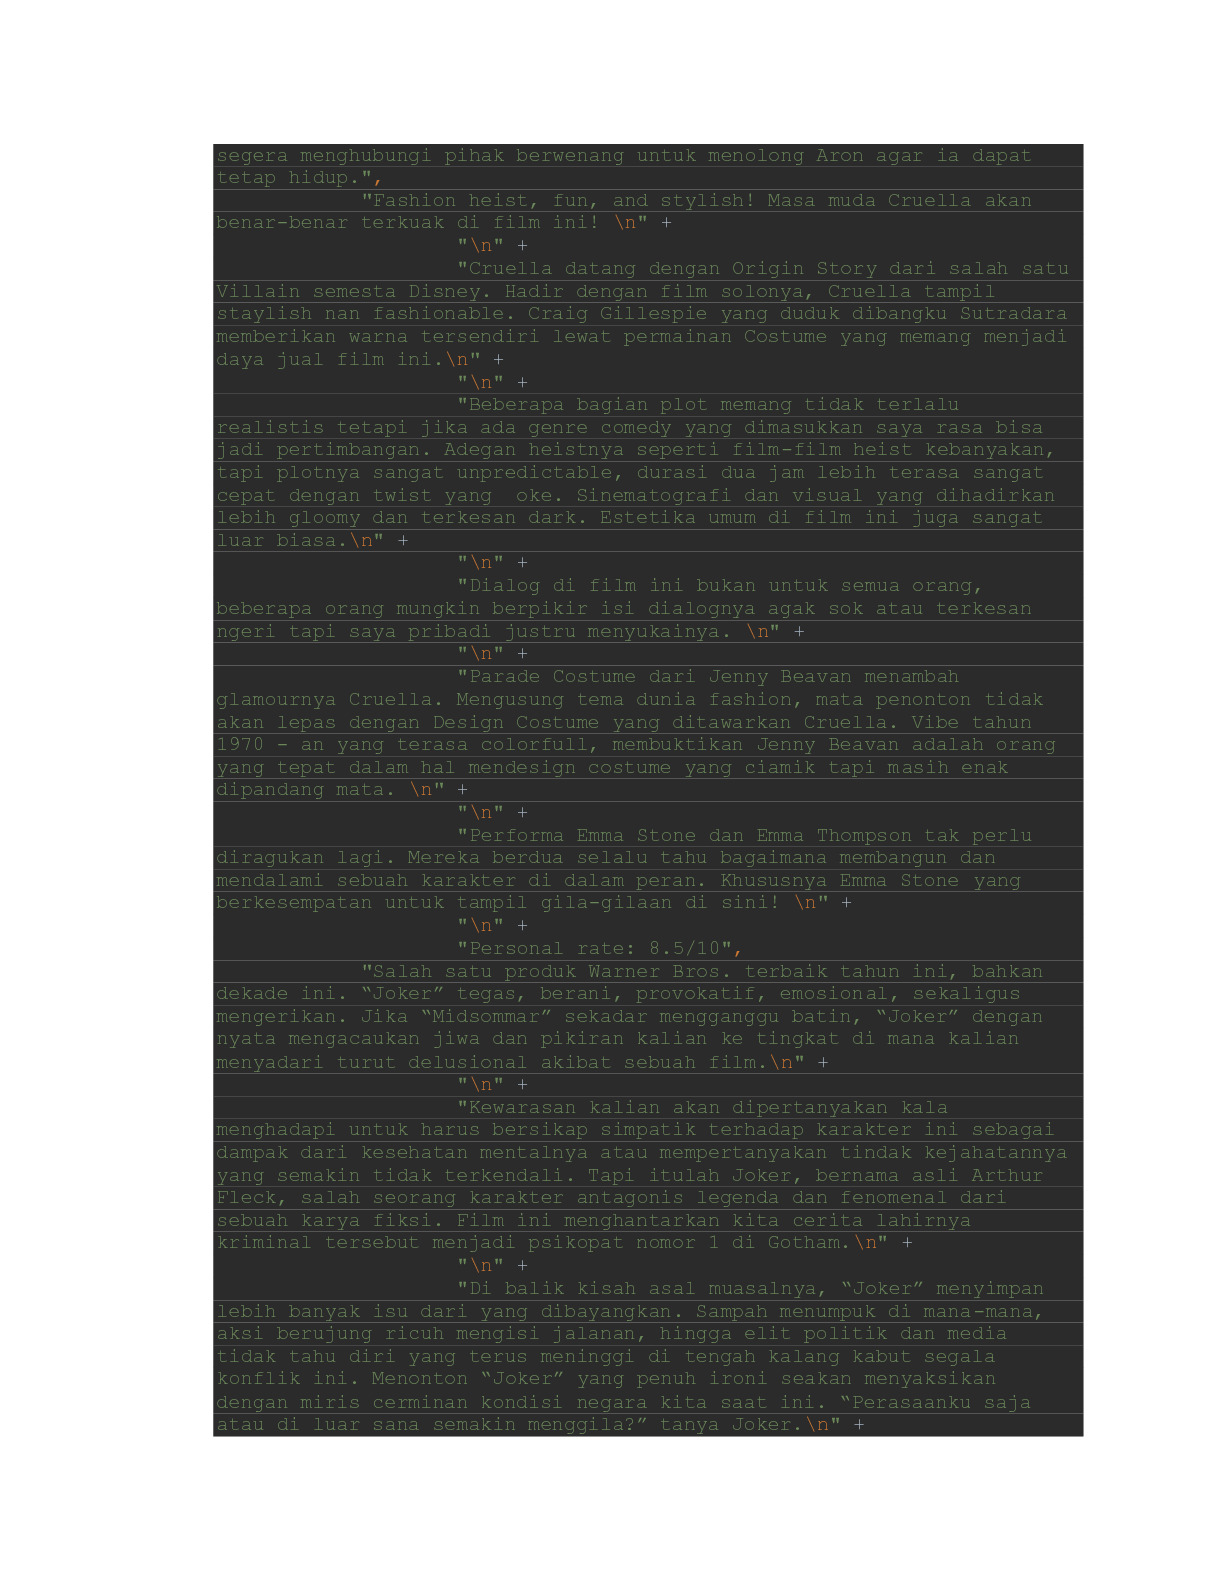 segera menghubungi pihak berwenang untuk menolong Aron agar ia dapat
tetap hidup.",
"Fashion heist, fun, and stylish! Masa muda Cruella akan
benar-benar terkuak di film ini! \n" +
"\n" +
"Cruella datang dengan Origin Story dari salah satu
Villain semesta Disney. Hadir dengan film solonya, Cruella tampil
staylish nan fashionable. Craig Gillespie yang duduk dibangku Sutradara
memberikan warna tersendiri lewat permainan Costume yang memang menjadi
daya jual film ini.\n" +
"\n" +
"Beberapa bagian plot memang tidak terlalu
realistis tetapi jika ada genre comedy yang dimasukkan saya rasa bisa
jadi pertimbangan. Adegan heistnya seperti film-film heist kebanyakan,
tapi plotnya sangat unpredictable, durasi dua jam lebih terasa sangat
cepat dengan twist yang  oke. Sinematografi dan visual yang dihadirkan
lebih gloomy dan terkesan dark. Estetika umum di film ini juga sangat
luar biasa.\n" +
"\n" +
"Dialog di film ini bukan untuk semua orang,
beberapa orang mungkin berpikir isi dialognya agak sok atau terkesan
ngeri tapi saya pribadi justru menyukainya. \n" +
"\n" +
"Parade Costume dari Jenny Beavan menambah
glamournya Cruella. Mengusung tema dunia fashion, mata penonton tidak
akan lepas dengan Design Costume yang ditawarkan Cruella. Vibe tahun
1970 - an yang terasa colorfull, membuktikan Jenny Beavan adalah orang
yang tepat dalam hal mendesign costume yang ciamik tapi masih enak
dipandang mata. \n" +
"\n" +
"Performa Emma Stone dan Emma Thompson tak perlu
diragukan lagi. Mereka berdua selalu tahu bagaimana membangun dan
mendalami sebuah karakter di dalam peran. Khususnya Emma Stone yang
berkesempatan untuk tampil gila-gilaan di sini! \n" +
"\n" +
"Personal rate: 8.5/10",
"Salah satu produk Warner Bros. terbaik tahun ini, bahkan
dekade ini. “Joker” tegas, berani, provokatif, emosional, sekaligus
mengerikan. Jika “Midsommar” sekadar mengganggu batin, “Joker” dengan
nyata mengacaukan jiwa dan pikiran kalian ke tingkat di mana kalian
menyadari turut delusional akibat sebuah film.\n" +
"\n" +
"Kewarasan kalian akan dipertanyakan kala
menghadapi untuk harus bersikap simpatik terhadap karakter ini sebagai
dampak dari kesehatan mentalnya atau mempertanyakan tindak kejahatannya
yang semakin tidak terkendali. Tapi itulah Joker, bernama asli Arthur
Fleck, salah seorang karakter antagonis legenda dan fenomenal dari
sebuah karya fiksi. Film ini menghantarkan kita cerita lahirnya
kriminal tersebut menjadi psikopat nomor 1 di Gotham.\n" +
"\n" +
"Di balik kisah asal muasalnya, “Joker” menyimpan
lebih banyak isu dari yang dibayangkan. Sampah menumpuk di mana-mana,
aksi berujung ricuh mengisi jalanan, hingga elit politik dan media
tidak tahu diri yang terus meninggi di tengah kalang kabut segala
konflik ini. Menonton “Joker” yang penuh ironi seakan menyaksikan
dengan miris cerminan kondisi negara kita saat ini. “Perasaanku saja
atau di luar sana semakin menggila?” tanya Joker.\n" +